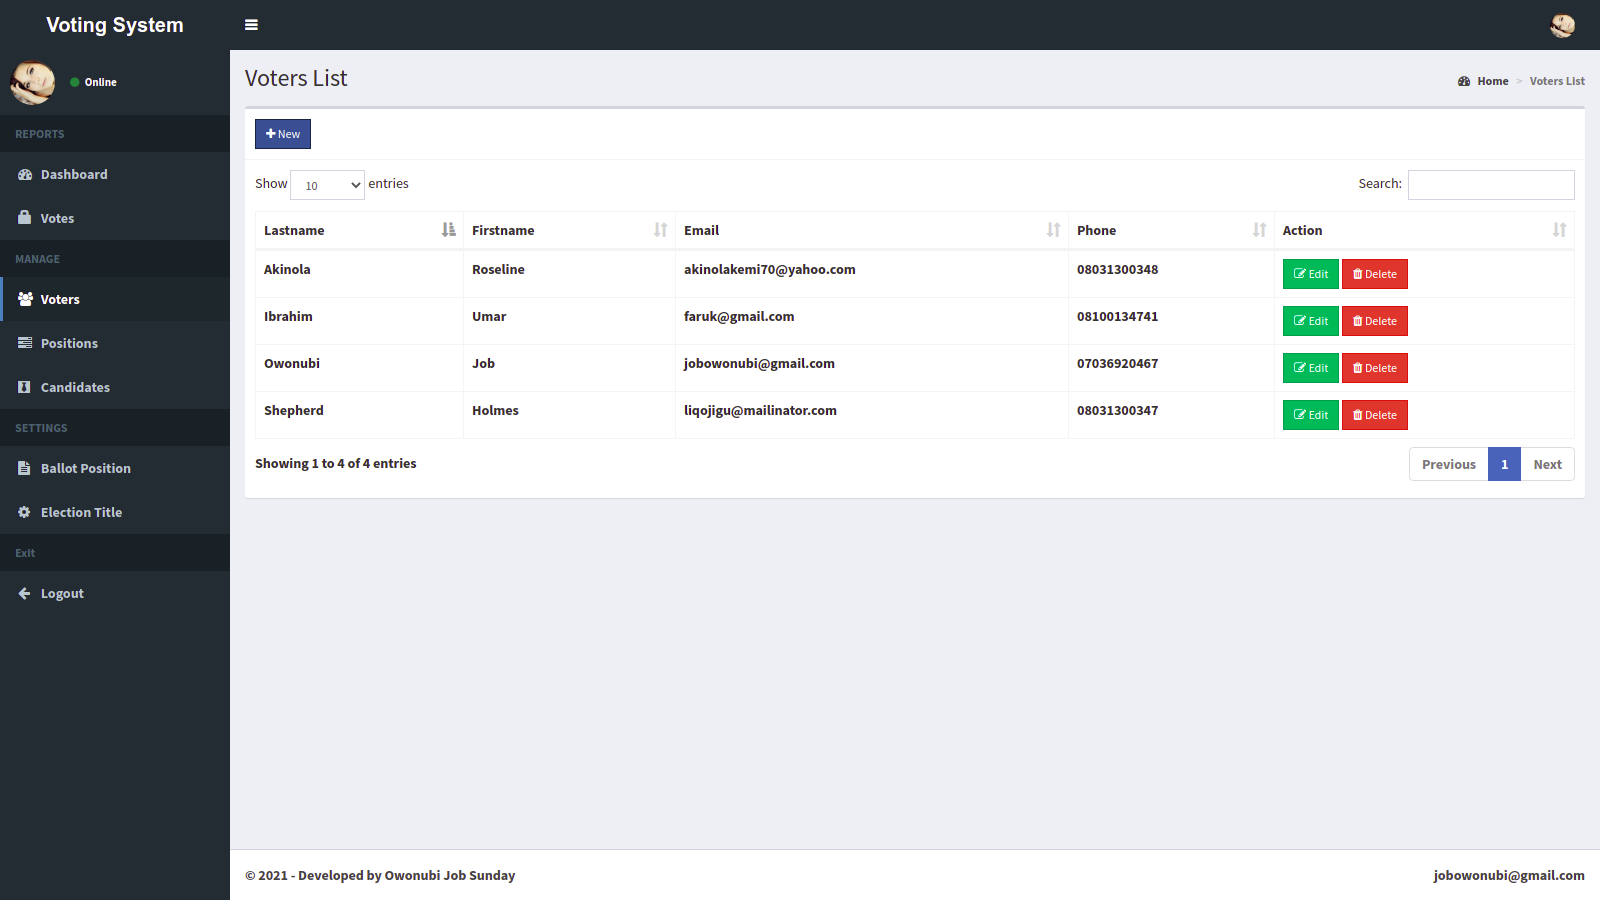 Voting System
Online
REPORTS
Dashboard
Votes
MANAGE
Voters
Positions
Candidates
SETTINGS
Ballot Position
Election Title
Exit
Logout
Voters List
Home > Voters List
New
Show 10 entries
Search:
Lastname Firstname Email Phone Action
Akinola Roseline akinolakemi70@yahoo.com 08031300348 Edit Delete
Ibrahim Umar faruk@gmail.com 08100134741 Edit Delete
Owonubi Job jobowonubi@gmail.com 07036920467 Edit Delete
Shepherd Holmes liqojigu@mailinator.com 08031300347 Edit Delete
Showing 1 to 4 of 4 entries
Previous 1 Next
© 2021 - Developed by Owonubi Job Sunday
jobowonubi@gmail.com